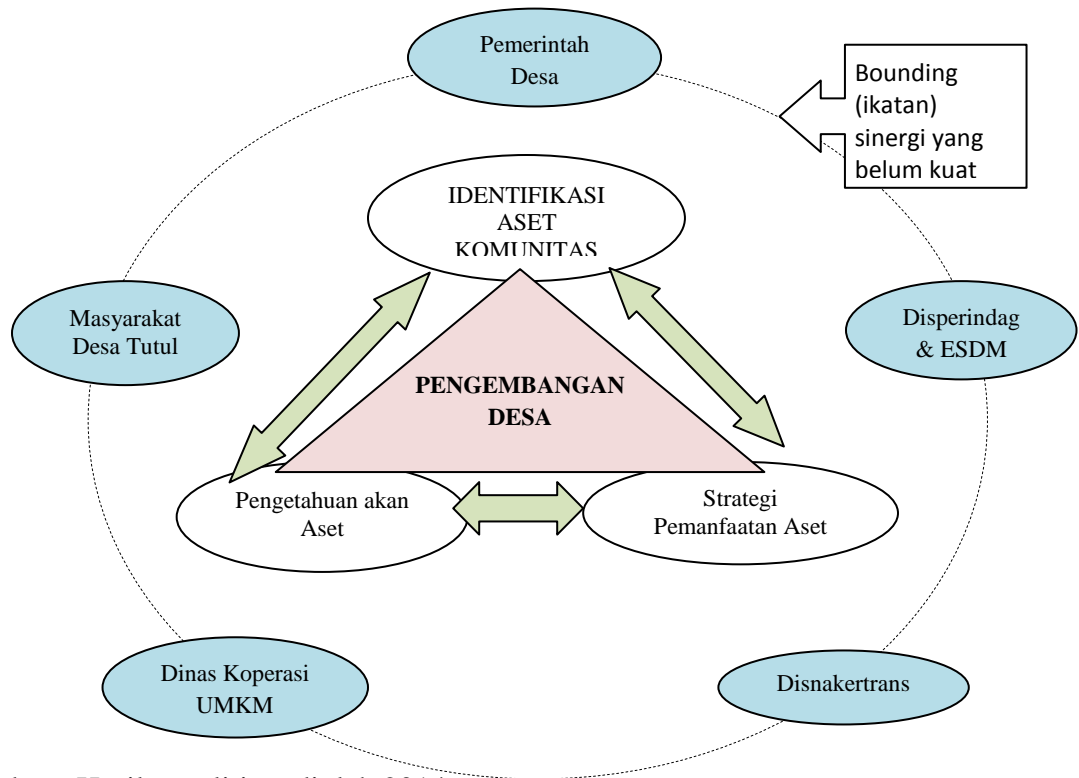 Pemerintah
Desa
Bounding
(ikatan)
sinergi yang
belum kuat
IDENTIFIKASI
ASET
KOMUNITAS
Masyarakat
Desa Tutul
Disperindag
& ESDM
PENGEMBANGAN
DESA
Pengetahuan akan
Aset
Strategi
Pemanfaatan Aset
Dinas Koperasi
UMKM
Disnakertrans